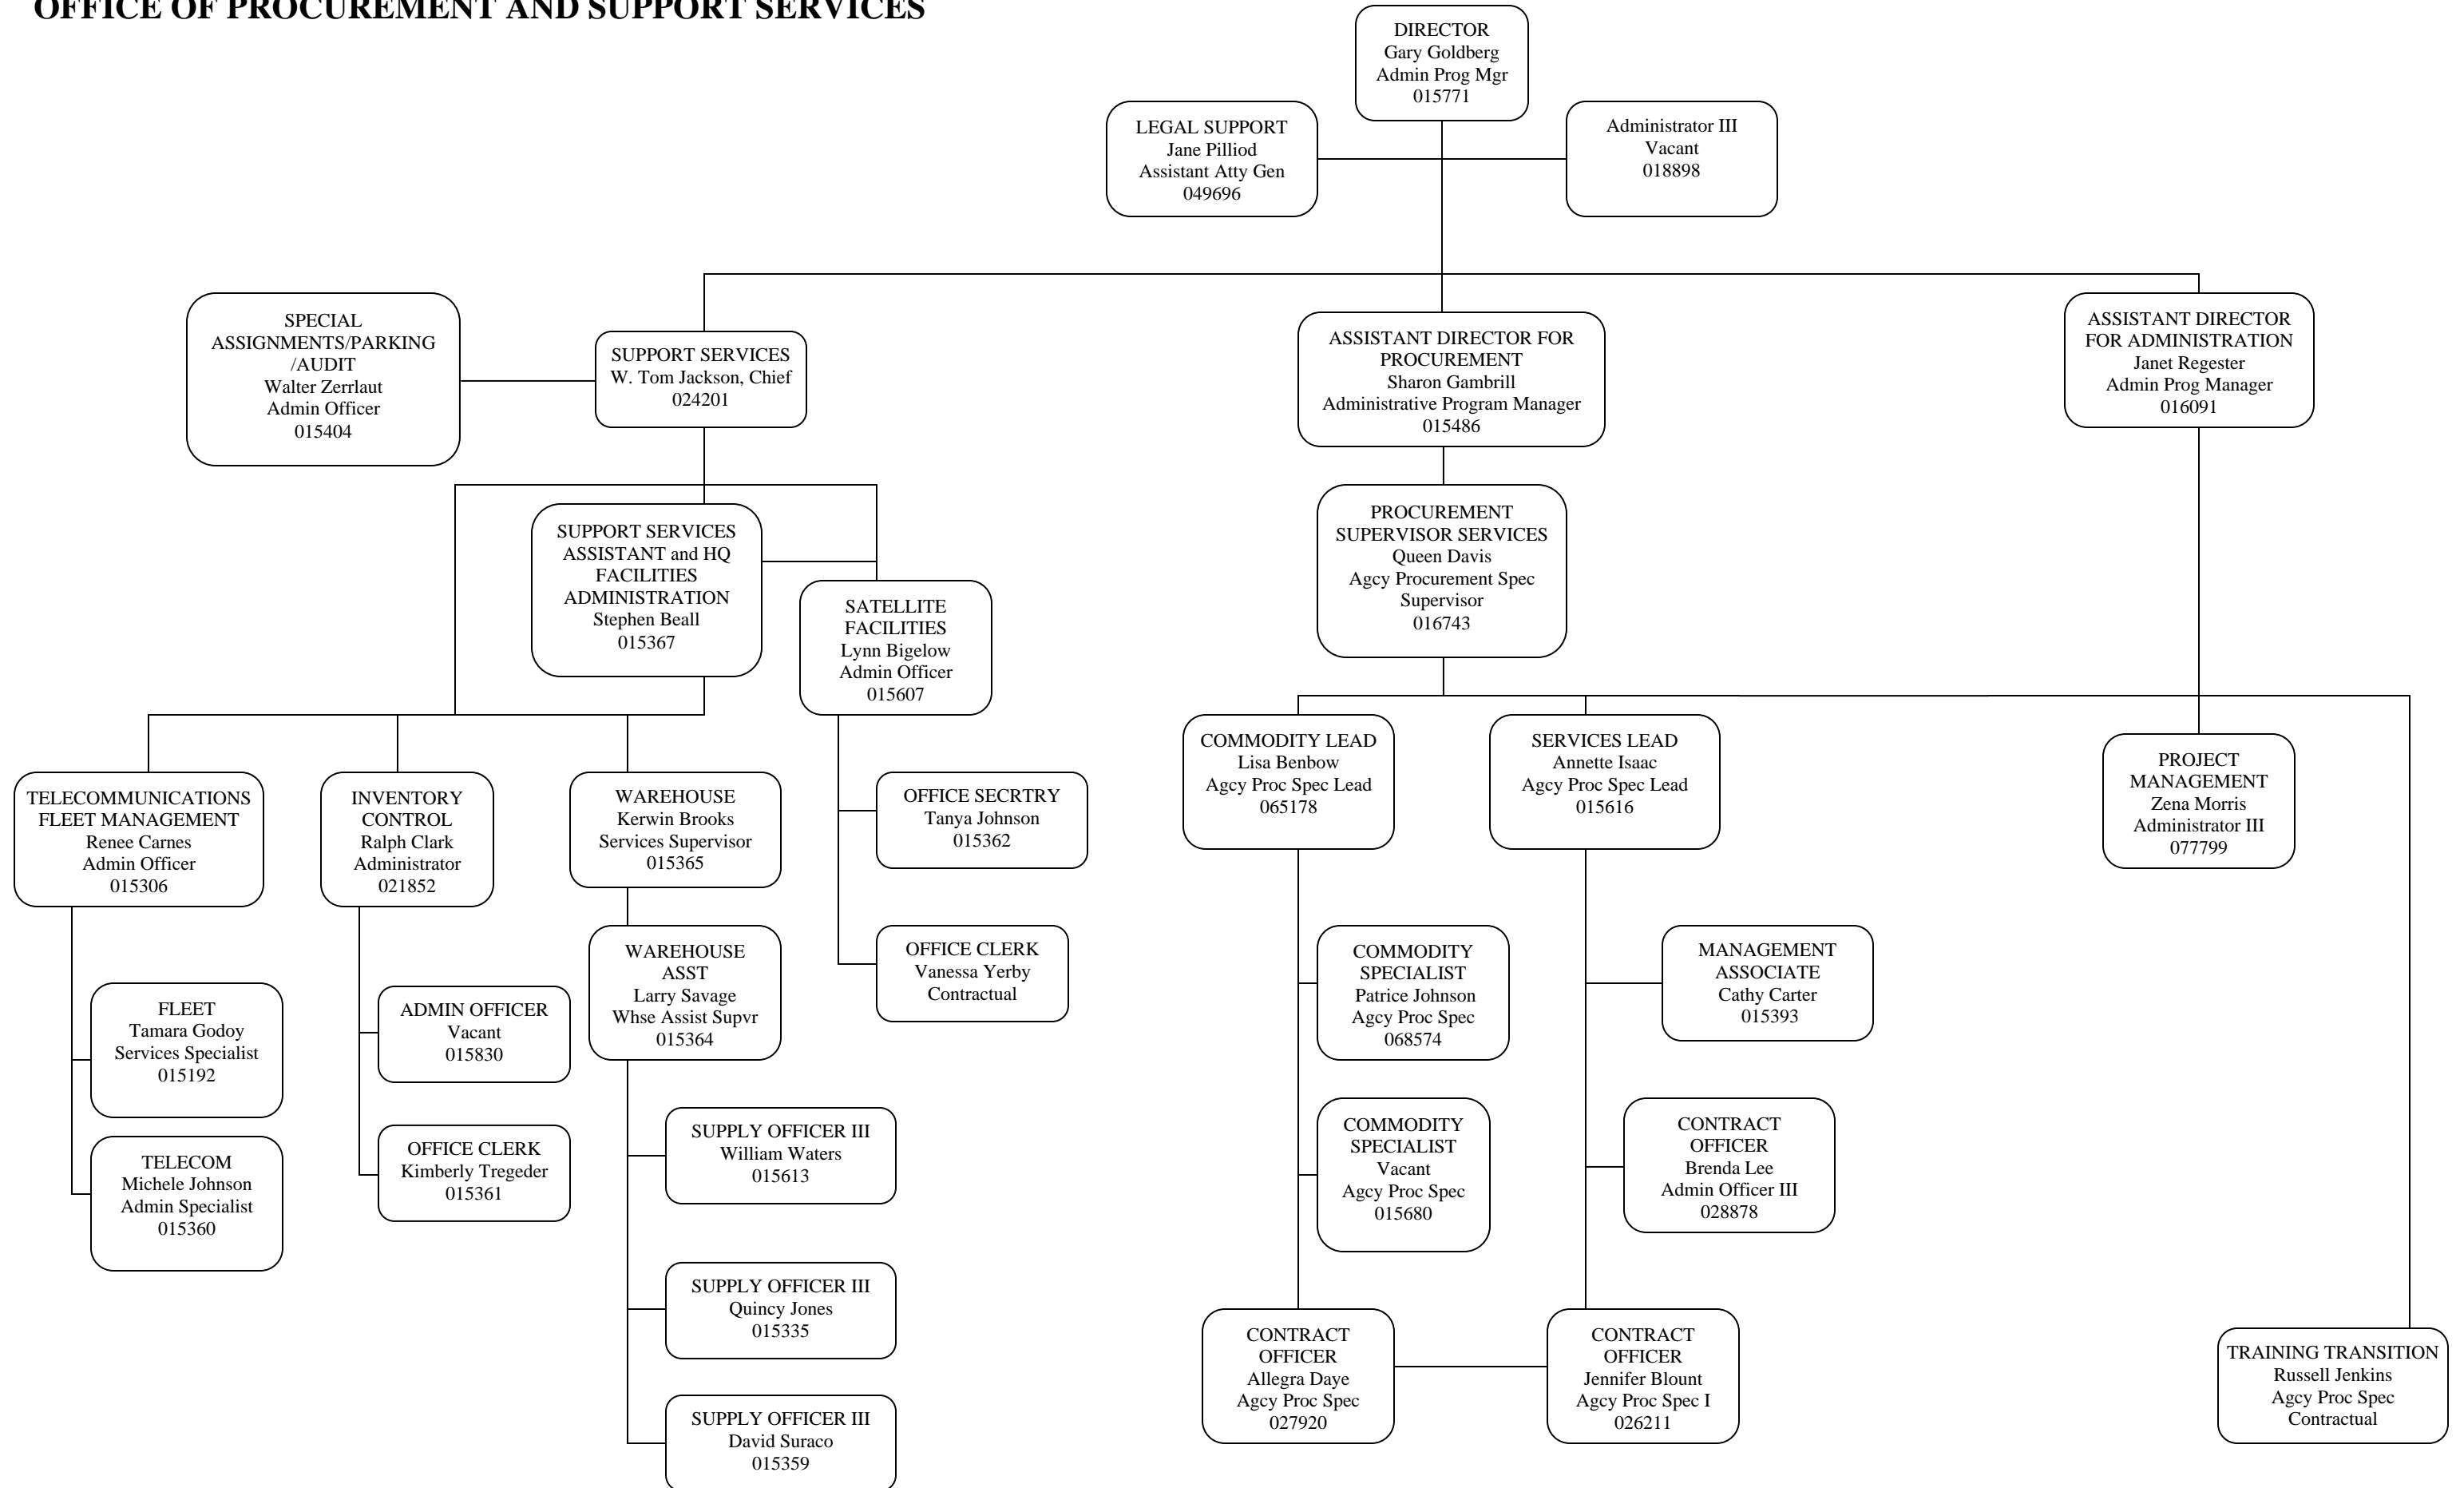 OFFICE OF PROCUREMENT AND SUPPORT SERVICES
DIRECTOR
Gary Goldberg
Admin Prog Mgr
015771
LEGAL SUPPORT
Jane Pilliod
Assistant Atty Gen
049696
Administrator III
Vacant
018898
SPECIAL
ASSIGNMENTS/PARKING
/AUDIT
Walter Zerrlaut
Admin Officer
015404
SUPPORT SERVICES
W. Tom Jackson, Chief
024201
ASSISTANT DIRECTOR FOR
PROCUREMENT
Sharon Gambrill
Administrative Program Manager
015486
ASSISTANT DIRECTOR
FOR ADMINISTRATION
Janet Regester
Admin Prog Manager
016091
SUPPORT SERVICES
ASSISTANT and HQ
FACILITIES
ADMINISTRATION
Stephen Beall
015367
SATELLITE
FACILITIES
Lynn Bigelow
Admin Officer
015607
PROCUREMENT
SUPERVISOR SERVICES
Queen Davis
Agcy Procurement Spec
Supervisor
016743
TELECOMMUNICATIONS
FLEET MANAGEMENT
Renee Carnes
Admin Officer
015306
INVENTORY
CONTROL
Ralph Clark
Administrator
021852
WAREHOUSE
Kerwin Brooks
Services Supervisor
015365
OFFICE SECRTRY
Tanya Johnson
015362
COMMODITY LEAD
Lisa Benbow
Agcy Proc Spec Lead
065178
SERVICES LEAD
Annette Isaac
Agcy Proc Spec Lead
015616
PROJECT
MANAGEMENT
Zena Morris
Administrator III
077799
FLEET
Tamara Godoy
Services Specialist
015192
ADMIN OFFICER
Vacant
015830
WAREHOUSE
ASST
Larry Savage
Whse Assist Supvr
015364
OFFICE CLERK
Vanessa Yerby
Contractual
COMMODITY
SPECIALIST
Patrice Johnson
Agcy Proc Spec
068574
MANAGEMENT
ASSOCIATE
Cathy Carter
015393
TELECOM
Michele Johnson
Admin Specialist
015360
OFFICE CLERK
Kimberly Tregeder
015361
SUPPLY OFFICER III
William Waters
015613
COMMODITY
SPECIALIST
Vacant
Agcy Proc Spec
015680
CONTRACT
OFFICER
Brenda Lee
Admin Officer III
028878
SUPPLY OFFICER III
Quincy Jones
015335
CONTRACT
OFFICER
Allegra Daye
Agcy Proc Spec
027920
CONTRACT
OFFICER
Jennifer Blount
Agcy Proc Spec I
026211
TRAINING TRANSITION
Russell Jenkins
Agcy Proc Spec
Contractual
SUPPLY OFFICER III
David Suraco
015359